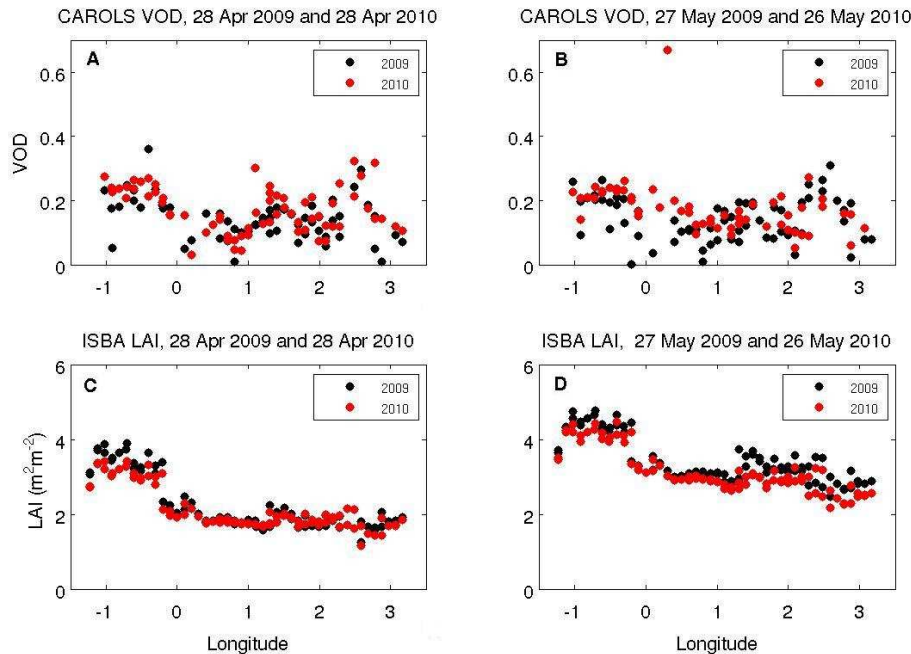 CAROLS VOD, 28 Apr 2009 and 28 Apr 2010
A
2009
2010
0.6
0.4
0.2
0
VOD
-1 0 1 2 3
CAROLS VOD, 27 May 2009 and 26 May 2010
B
2009
2010
0.6
0.4
0.2
0
-1 0 1 2 3
ISBA LAI, 28 Apr 2009 and 28 Apr 2010
C
2009
2010
6
4
2
0
LAI (m²m⁻²)
-1 0 1 2 3
Longitude
ISBA LAI, 27 May 2009 and 26 May 2010
D
2009
2010
6
4
2
0
-1 0 1 2 3
Longitude